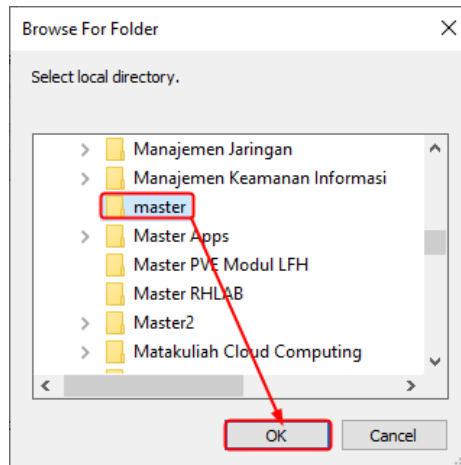 Browse For Folder
Select local directory.
Manajemen Jaringan
Manajemen Keamanan Informasi
master
Master Apps
Master PVE Modul LFH
Master RHLAB
Master2
Matakuliah Cloud Computing
OK Cancel